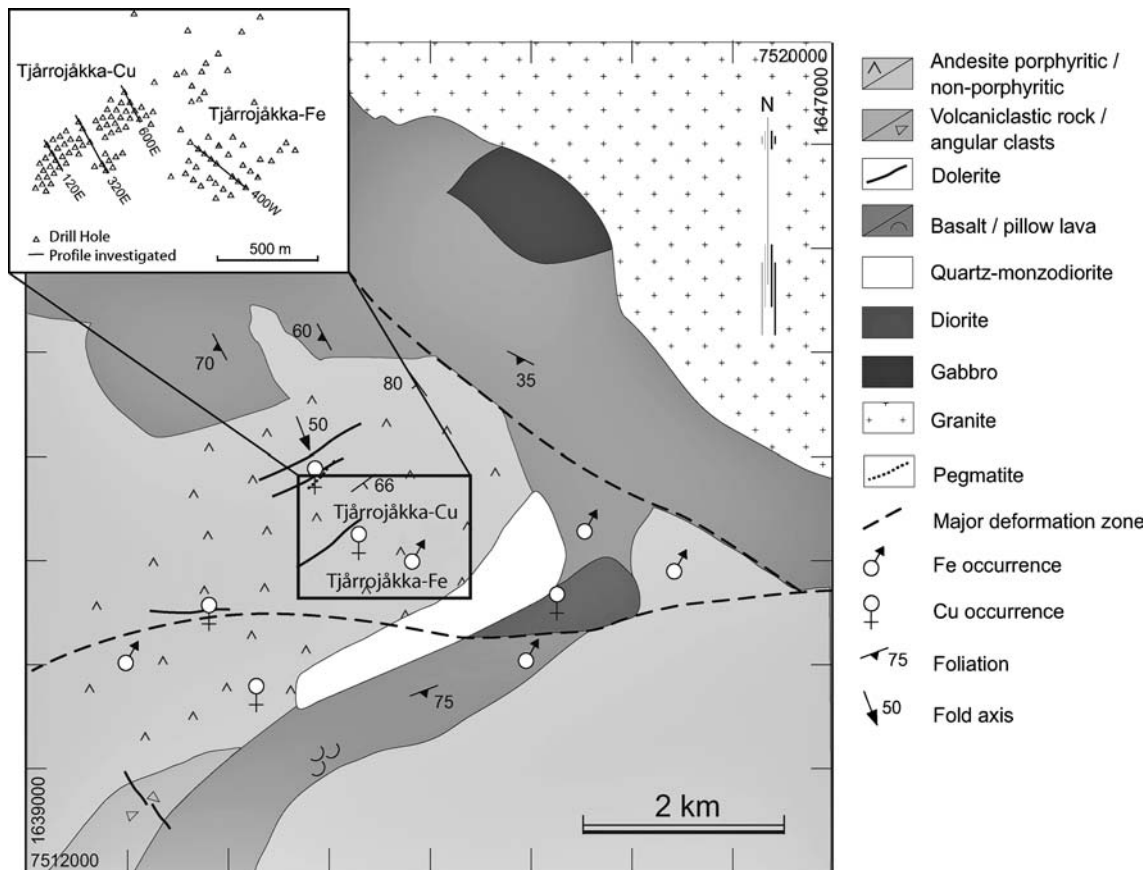 Tjårrojåkka-Cu
Tjårrojåkka-Fe
600E
120E
320E
400W
Drill Hole
Profile investigated
500 m
7520000
1647000
N
60
70
35
80
50
66
Tjårrojåkka-Cu
Tjårrojåkka-Fe
75
1639000
2 km
7512000
Andesite porphyritic /
non-porphyritic
Volcaniclastic rock /
angular clasts
Dolerite
Basalt / pillow lava
Quartz-monzodiorite
Diorite
Gabbro
Granite
Pegmatite
Major deformation zone
Fe occurrence
Cu occurrence
75 Foliation
50 Fold axis